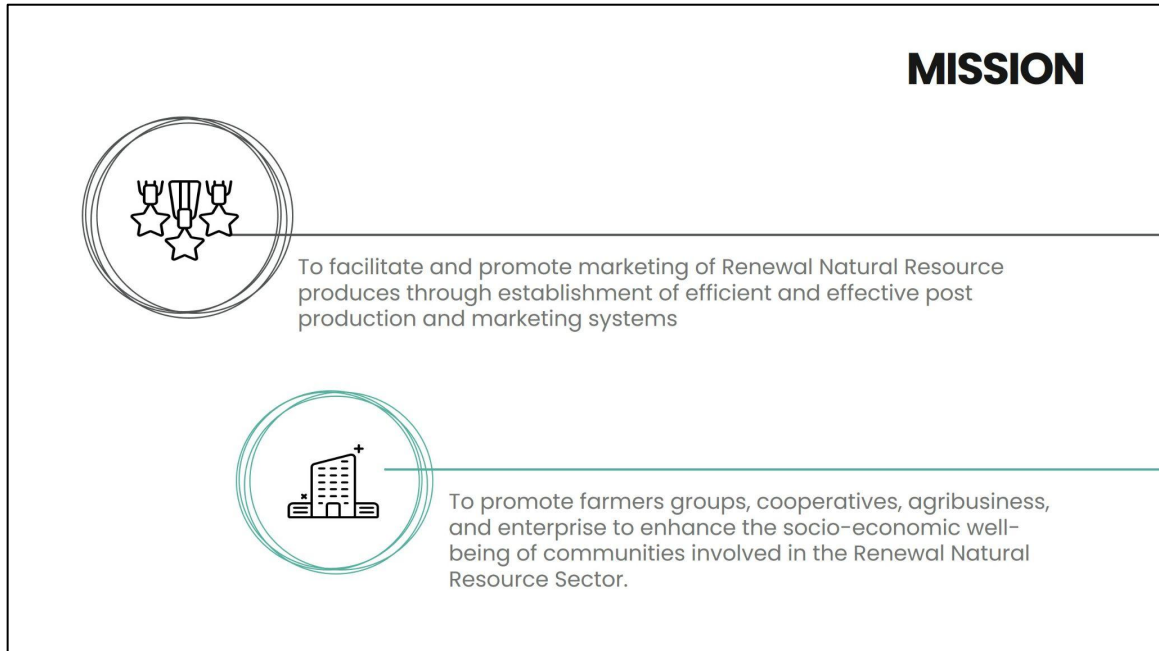 MISSION
To facilitate and promote marketing of Renewal Natural Resource
produces through establishment of efficient and effective post
production and marketing systems
To promote farmers groups, cooperatives, agribusiness,
and enterprise to enhance the socio-economic well-
being of communities involved in the Renewal Natural
Resource Sector.